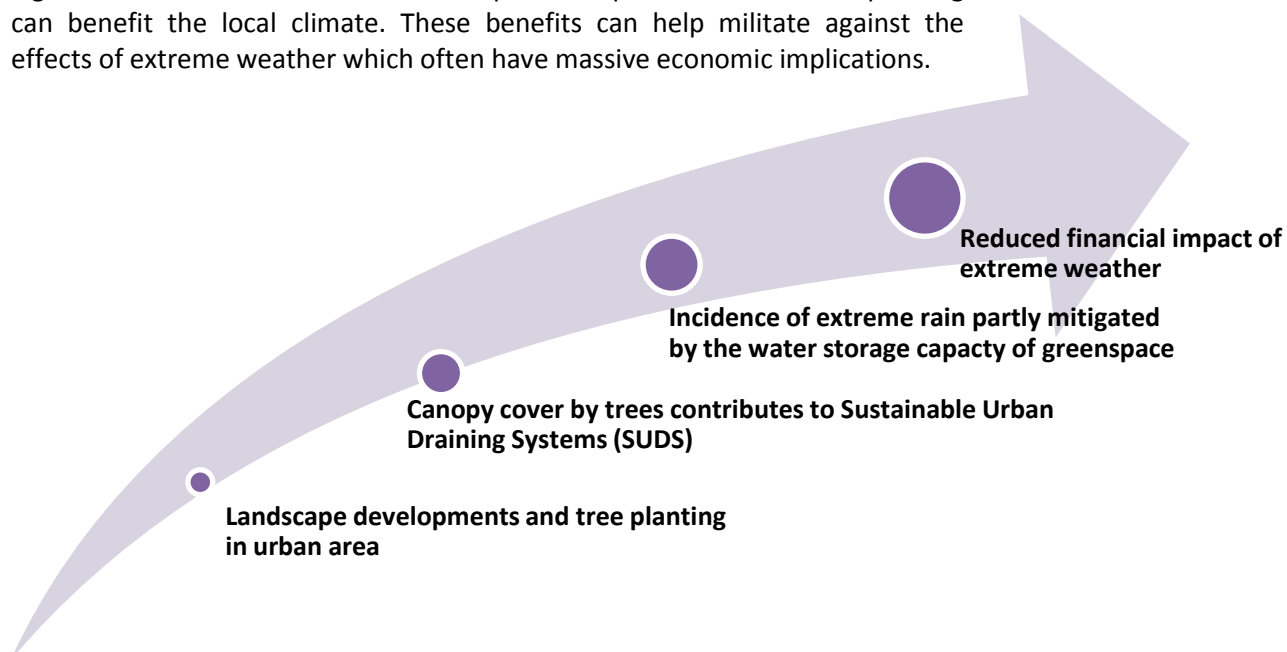 can benefit the local climate. These benefits can help militate against the
effects of extreme weather which often have massive economic implications.
Reduced financial impact of
extreme weather
Incidence of extreme rain partly mitigated
by the water storage capacty of greenspace
Canopy cover by trees contributes to Sustainable Urban
Draining Systems (SUDS)
Landscape developments and tree planting
in urban area